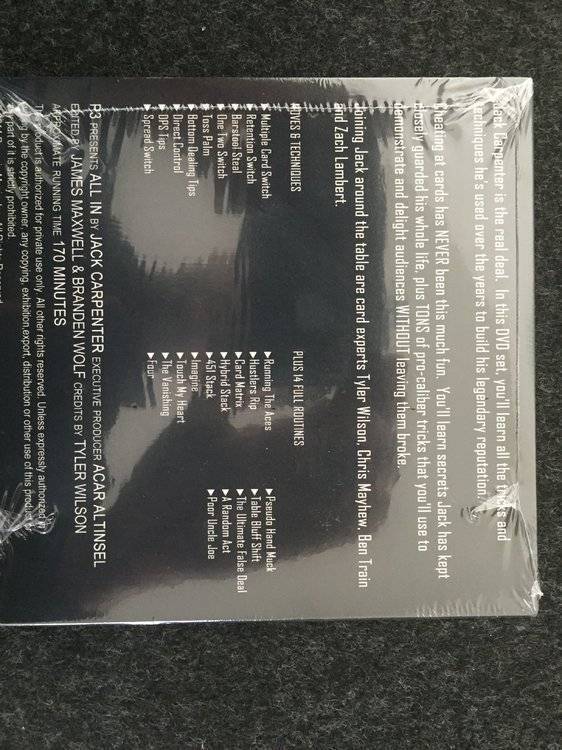 Jack Carpenter is the real deal. In this DVD set, you'll learn all the tricks and
techniques he's used over the years to build his legendary reputation.
Cheating at cards has NEVER been this much fun. You'll learn secrets Jack has kept
closely guarded his whole life, plus TONS of pro-caliber tricks that you'll use to
demonstrate and delight audiences WITHOUT leaving them broke.
Joining Jack around the table are card experts Tyler Wilson, Chris Mayhew, Ben Train
and Zach Lambert.
MOVES & TECHNIQUES
▶Multiple Card Switch
▶Retention Switch
▶Barstool Steal
▶One Two Switch
▶Toss Palm
▶Bottom Dealing Tips
▶Direct Control
▶DPS Tips
▶Spread Switch
PLUS 14 FULL ROUTINES
▶Running The Aces
▶Hustler's Rip
▶Card Matrix
▶Hybrid Stack
▶451 Stack
▶Imagine
▶Touch My Heart
▶The Vanishing
▶Four
▶Pseudo Hand Muck
▶Table Bluff Shift
▶The Ultimate False Deal
▶A Random Act
▶Poor Uncle Joe
P3 PRESENTS ALL IN BY JACK CARPENTER EXECUTIVE PRODUCER ACAR ALTINSEL
EDITED BY JAMES MAXWELL & BRANDEN WOLF CREDITS BY TYLER WILSON
APPROXIMATE RUNNING TIME 170 MINUTES
This product is authorized for private use only. All other rights reserved. Unless expressly authorized in
writing by the copyright owner, any copying, exhibition, export, distribution or other use of this product
or part of it is strictly prohibited.
All Rights Reserved